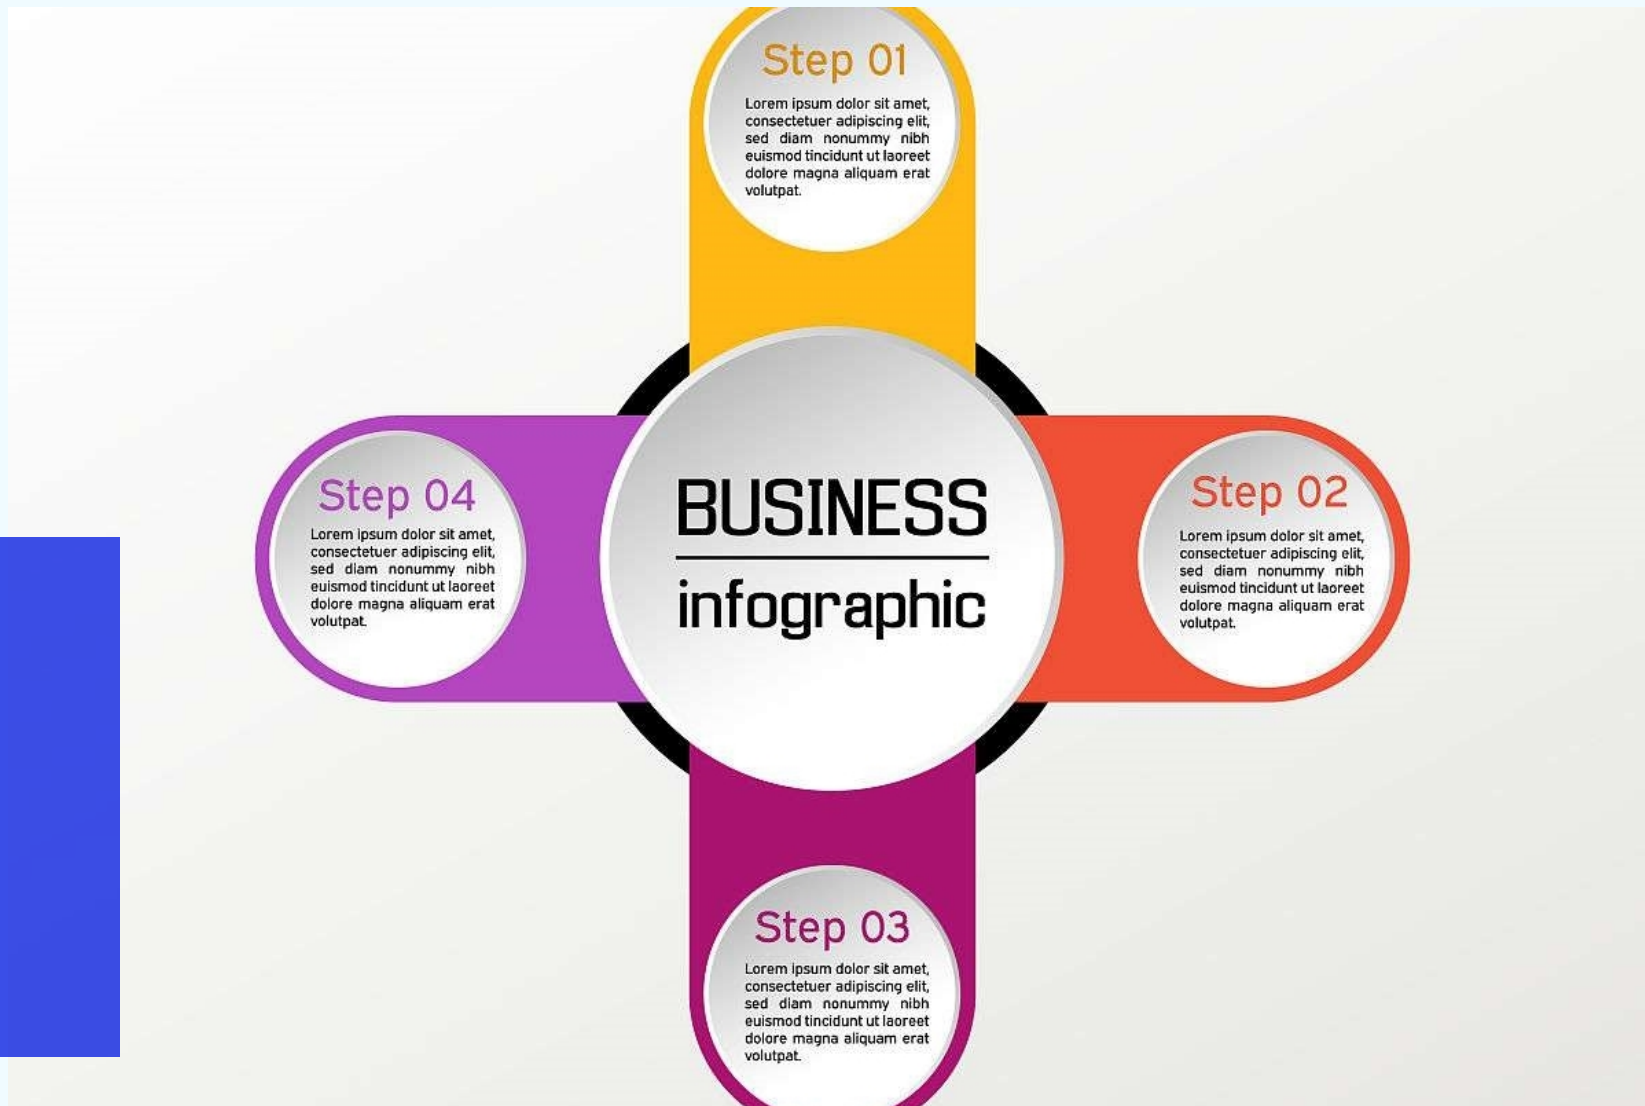 Step 01
Lorem ipsum dolor sit amet,
consectetuer adipiscing elit,
sed diam nonummy nibh
euismod tincidunt ut laoreet
dolore magna aliquam erat
volutpat.
Step 04
Lorem ipsum dolor sit amet,
consectetuer adipiscing elit,
sed diam nonummy nibh
euismod tincidunt ut laoreet
dolore magna aliquam erat
volutpat.
BUSINESS
infographic
Step 02
Lorem ipsum dolor sit amet,
consectetuer adipiscing elit,
sed diam nonummy nibh
euismod tincidunt ut laoreet
dolore magna aliquam erat
volutpat.
Step 03
Lorem ipsum dolor sit amet,
consectetuer adipiscing elit,
sed diam nonummy nibh
euismod tincidunt ut laoreet
dolore magna aliquam erat
volutpat.